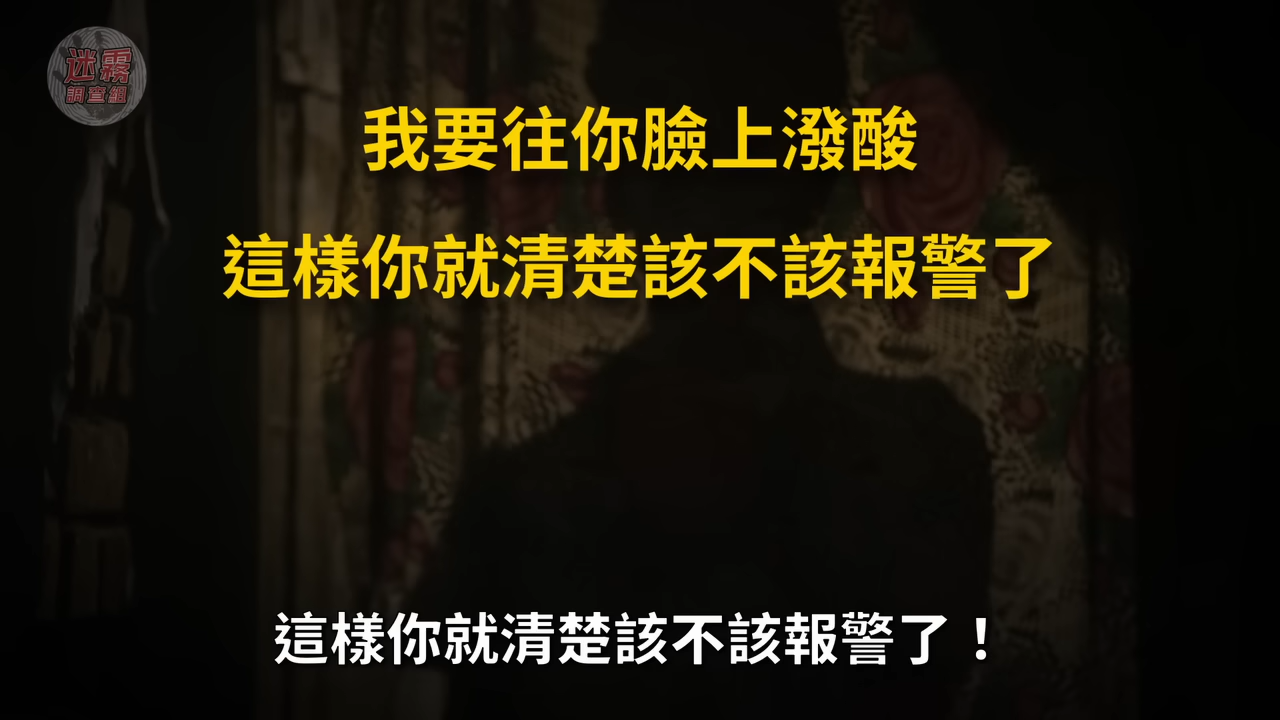 迷霧
調查組
我要往你臉上潑酸
這樣你就清楚該不該報警了
這樣你就清楚該不該報警了！